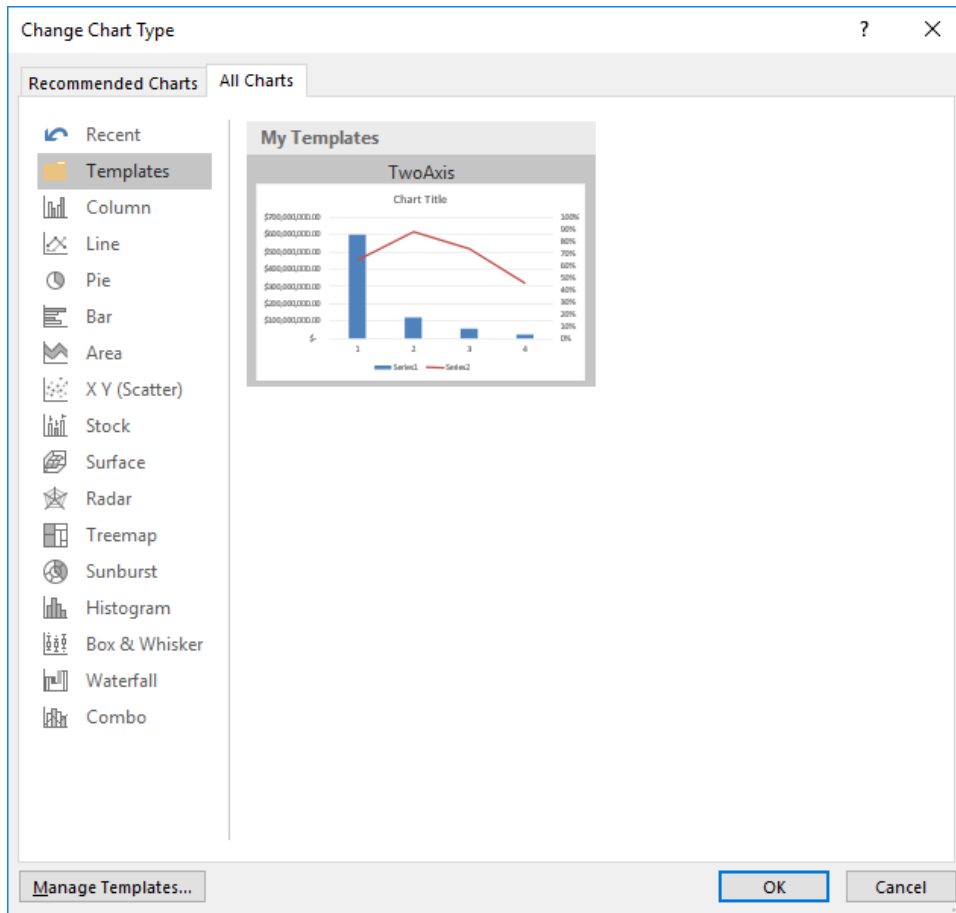 Change Chart Type
?
Recommended Charts
All Charts
Recent
Templates
Column
Line
Pie
Bar
Area
X Y (Scatter)
Stock
Surface
Radar
Treemap
Sunburst
Histogram
Box & Whisker
Waterfall
Combo
My Templates
TwoAxis
Chart Title
$700,000,000.00
$600,000,000.00
$500,000,000.00
$400,000,000.00
$300,000,000.00
$200,000,000.00
$100,000,000.00
$-
100%
90%
80%
70%
60%
50%
40%
30%
20%
10%
0%
1 2 3 4
Series1 Series2
Manage Templates...
OK
Cancel